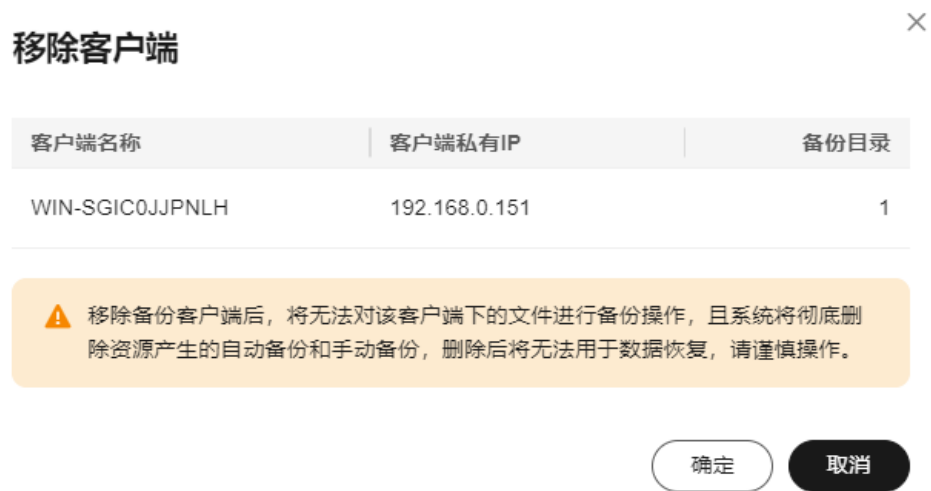 移除客户端
客户端名称 客户端私有IP 备份目录
WIN-SGIC0JJPNLH 192.168.0.151 1
移除备份客户端后，将无法对该客户端下的文件进行备份操作，且系统将彻底删
除资源产生的自动备份和手动备份，删除后将无法用于数据恢复，请谨慎操作。
确定 取消